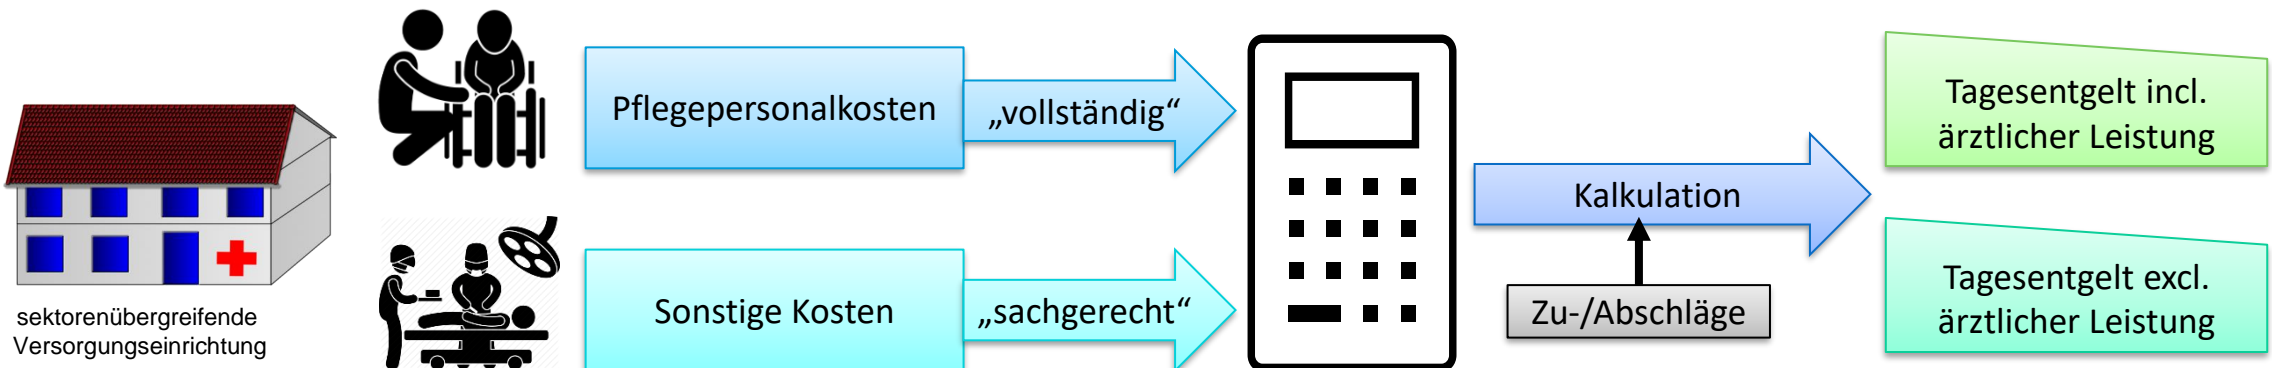 sektorenübergreifende
Versorgungseinrichtung
Pflegepersonalkosten
„vollständig“
Sonstige Kosten
„sachgerecht“
Kalkulation
Zu-/Abschläge
Tagesentgelt incl.
ärztlicher Leistung
Tagesentgelt excl.
ärztlicher Leistung